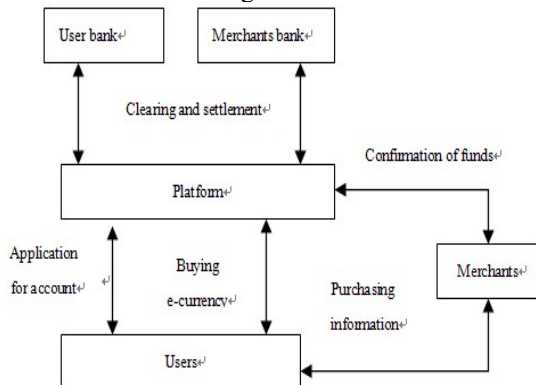 User bank↵
Merchants bank↵
Clearing and settlement↵
Confirmation of funds↵
Platform↵
Application
for account↵
↵
Buying
e-currency↵
Merchants↵
Purchasing
information↵
Users↵